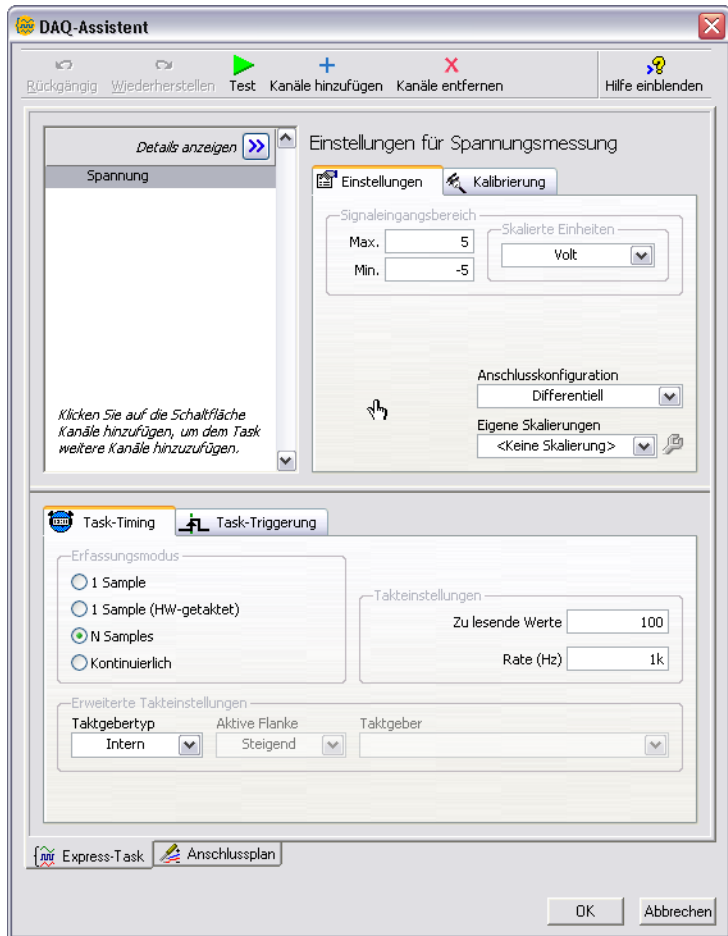 DAQ-Assistent
Rückgängig Wiederherstellen Test Kanäle hinzufügen Kanäle entfernen Hilfe einblenden
Details anzeigen
Spannung
Klicken Sie auf die Schaltfläche
Kanäle hinzufügen, um dem Task
weitere Kanäle hinzuzufügen.
Einstellungen für Spannungsmessung
Einstellungen Kalibrierung
Signaleingangsbereich
Skalierte Einheiten
Max. 5
Volt
Min. -5
Anschlusskonfiguration
Differentiell
Eigene Skalierungen
<Keine Skalierung>
Task-Timing Task-Triggerung
Erfassungsmodus
1 Sample
1 Sample (HW-getaktet)
N Samples
Kontinuierlich
Takteinstellungen
Zu lesende Werte 100
Rate (Hz) 1k
Erweiterte Takteinstellungen
Taktgebertyp Aktive Flanke Taktgeber
Intern Steigend
Express-Task Anschlussplan
OK Abbrechen